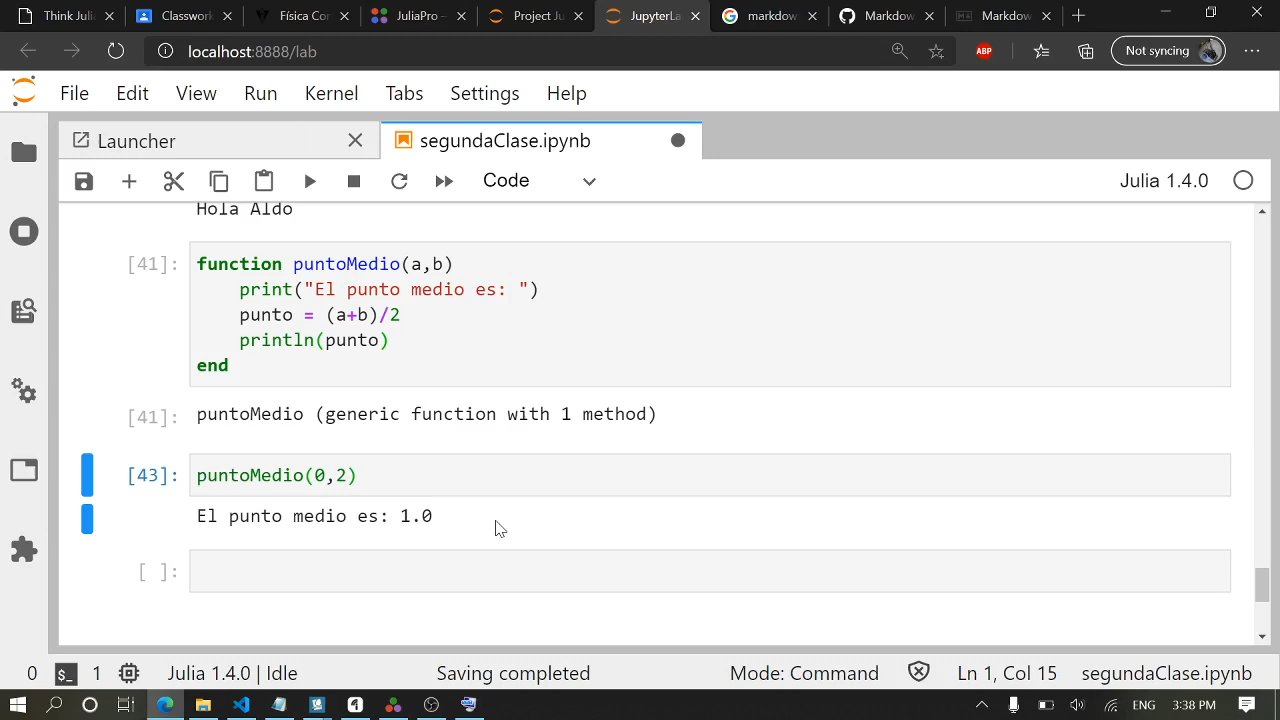 Think Juli
Classwork
Física Con
JuliaPro –
Project Ju
JupyterLa
markdow
Markdow
Markdow
localhost:8888/lab
ABP
Not syncing
File Edit View Run Kernel Tabs Settings Help
Launcher
segundaClase.ipynb
Code
Julia 1.4.0
Hola Aldo
[41]:
function puntoMedio(a,b)
print("El punto medio es: ")
punto = (a+b)/2
println(punto)
end
[41]: puntoMedio (generic function with 1 method)
[43]: puntoMedio(0,2)
El punto medio es: 1.0
[ ]:
0 $_ 1 Julia 1.4.0 | Idle Saving completed Mode: Command Ln 1, Col 15 segundaClase.ipynb
ENG 3:38 PM